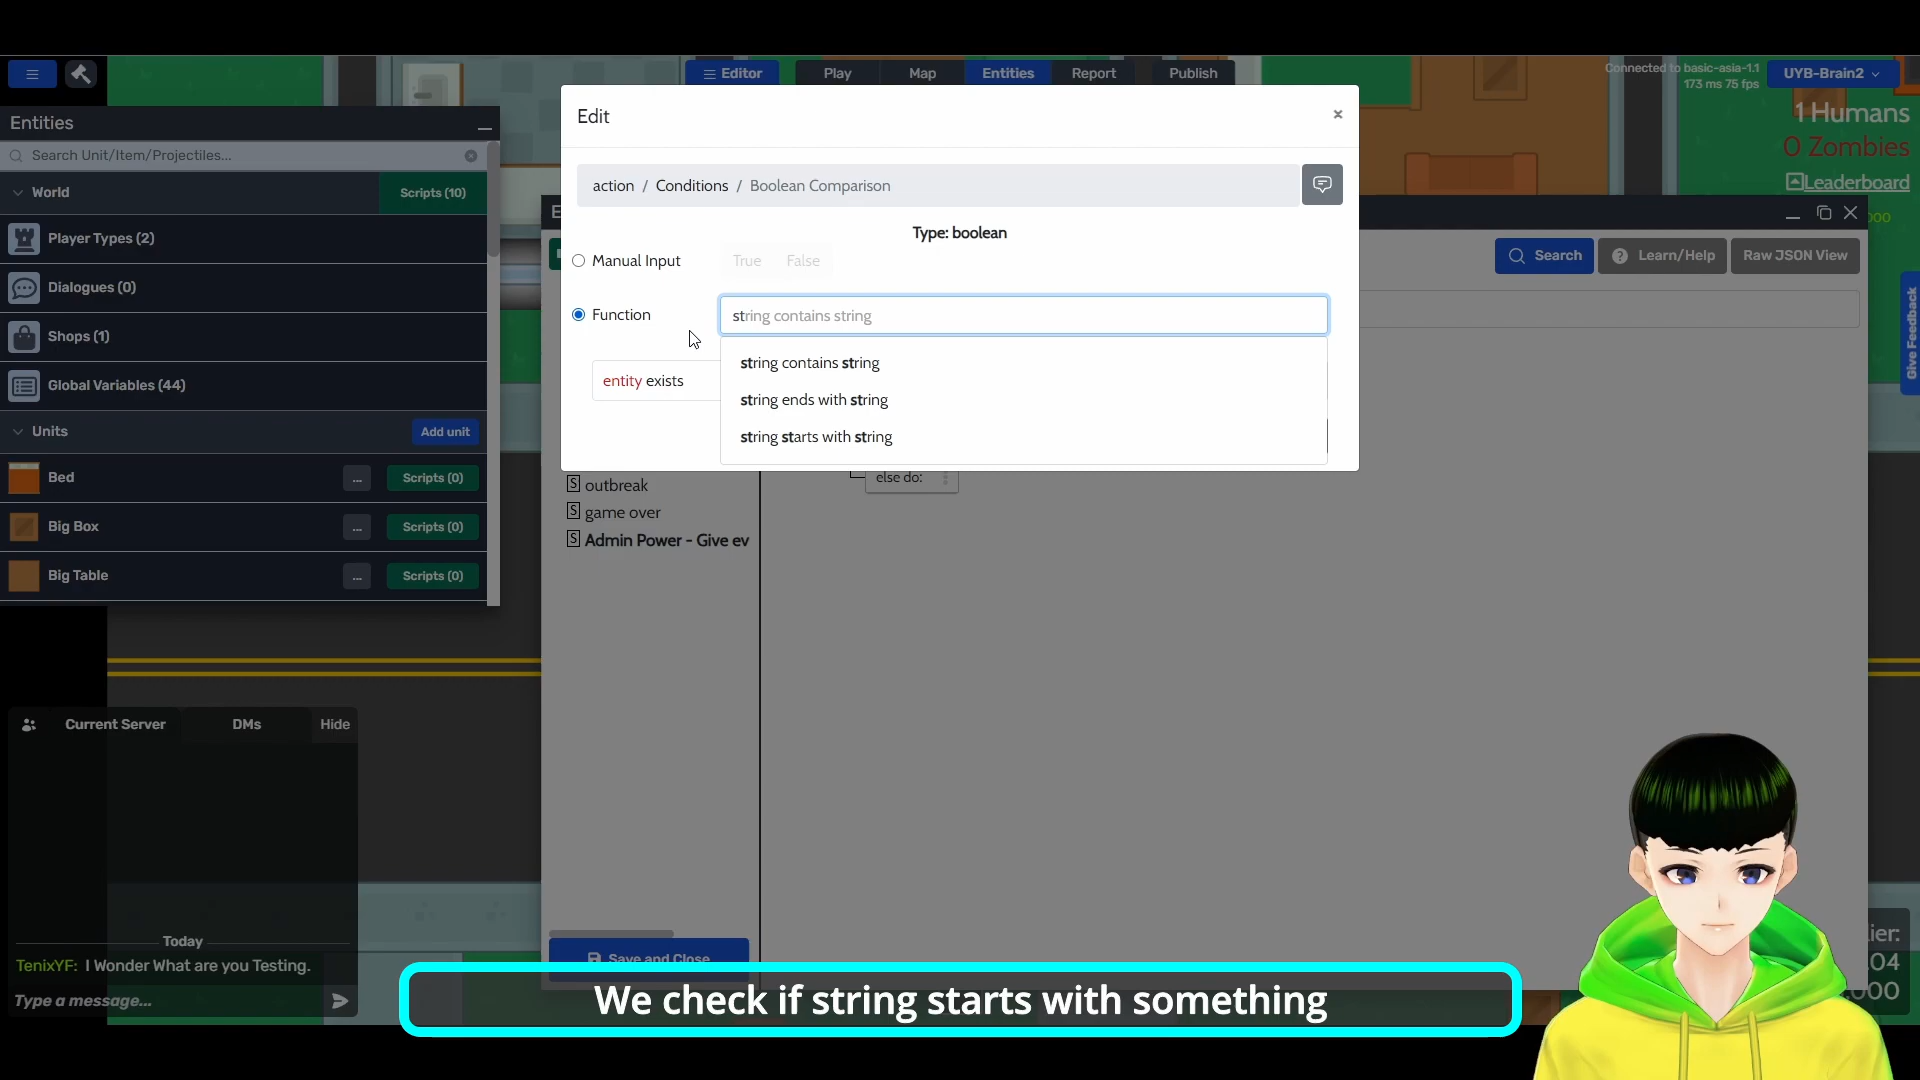 Editor
Play
Map
Entities
Report
Publish
Connected to basic-asia-1.1
173 ms 75 fps
UYB-Brain2
1 Humans
0 Zombies
Leaderboard
Entities
Search Unit/Item/Projectiles...
World
Scripts (10)
Player Types (2)
Dialogues (0)
Shops (1)
Global Variables (44)
Units
Add unit
Bed
...
Scripts (0)
Big Box
...
Scripts (0)
Big Table
...
Scripts (0)
Edit
×
action / Conditions / Boolean Comparison
Type: boolean
Manual Input
True
False
Function
string contains string
string contains string
string ends with string
string starts with string
entity exists
Search
Learn/Help
Raw JSON View
Give Feedback
else do:
S outbreak
S game over
S Admin Power - Give ev
Save and Close
Current Server
DMs
Hide
Today
TenixYF: I Wonder What are you Testing.
Type a message...
We check if string starts with something